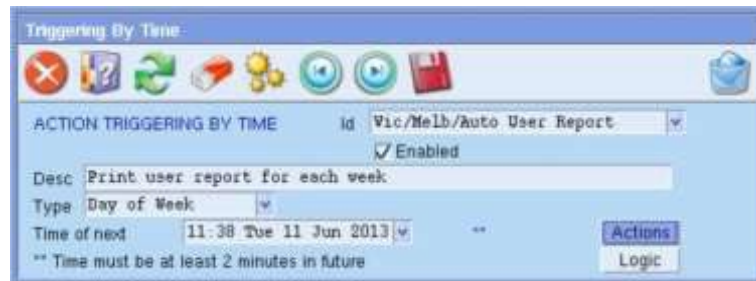 Triggering By Time
ACTION TRIGGERING BY TIME Id Vic/Melb/Auto User Report
Enabled
Desc Print user report for each week
Type Day of Week
Time of next 11:38 Tue 11 Jun 2013 **
Actions
** Time must be at least 2 minutes in future
Logic